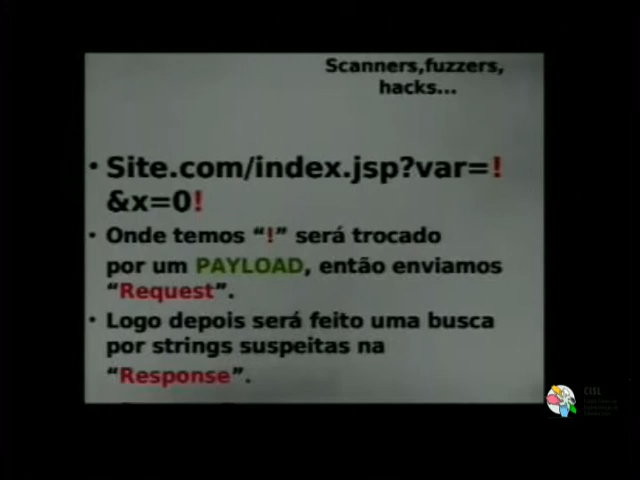 Scanners,fuzzers,
hacks...
• Site.com/index.jsp?var=!
&x=0!
• Onde temos “!” será trocado
por um PAYLOAD, então enviamos
“Request”.
• Logo depois será feito uma busca
por strings suspeitas na
“Response”.
CISL